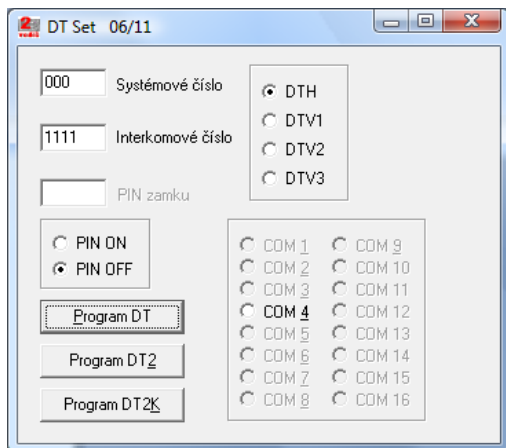 DT Set 06/11
000 Systémové číslo
1111 Interkomové číslo
PIN zamku
DTH
DTV1
DTV2
DTV3
PIN ON
PIN OFF
Program DT
Program DT2
Program DT2K
COM 1 COM 9
COM 2 COM 10
COM 3 COM 11
COM 4 COM 12
COM 5 COM 13
COM 6 COM 14
COM 7 COM 15
COM 8 COM 16